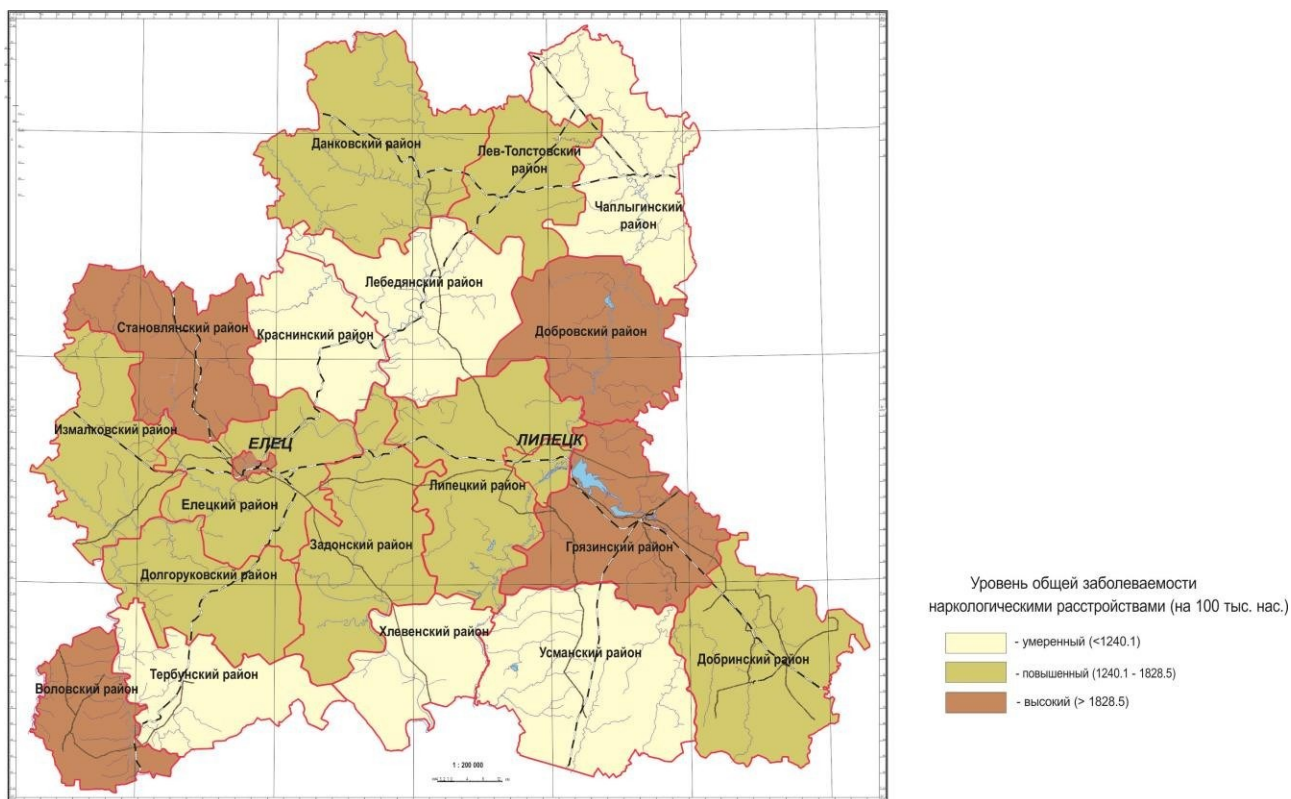 Данковский район
Лев-Толстовский
район
Чаплыгинский
район
Лебедянский район
Становлянский район
Краснинский район
Добровский район
Измалковский район
ЕЛЕЦ
ЛИПЕЦК
Елецкий район
Липецкий район
Задонский район
Грязинский район
Долгоруковский район
Хлевенский район
Усманский район
Добринский район
Тербунский район
Воловский район
1 : 200 000
Уровень общей заболеваемости
наркологическими расстройствами (на 100 тыс. нас.)
- умеренный (<1240.1)
- повышенный (1240.1 - 1828.5)
- высокий (> 1828.5)